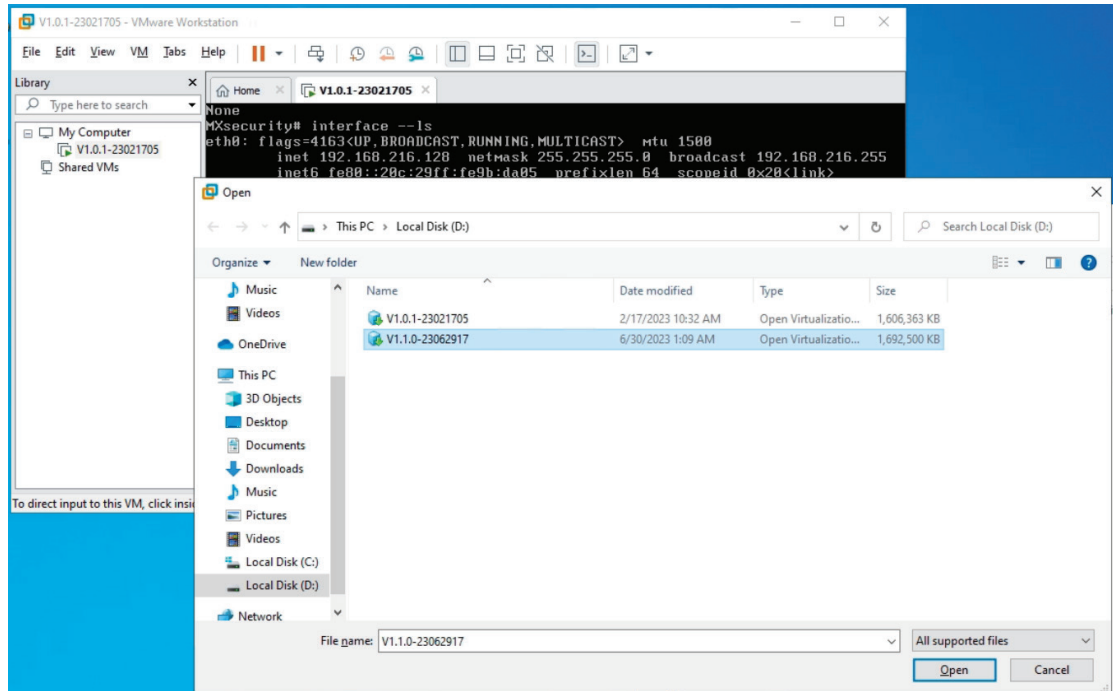 V1.0.1-23021705 - VMware Workstation
File Edit View VM Tabs Help
Library
Type here to search
My Computer
V1.0.1-23021705
Shared VMs
Home
V1.0.1-23021705
None
MXsecurity# interface --ls
eth0: flags=4163<UP,BROADCAST,RUNNING,MULTICAST> mtu 1500
inet 192.168.216.128 netmask 255.255.255.0 broadcast 192.168.216.255
inet6 fe80::20c:29ff:fe9b:da05 prefixlen 64 scopeid 0x20<link>
To direct input to this VM, click insi
Open
This PC > Local Disk (D:)
Search Local Disk (D:)
Organize New folder
Name Date modified Type Size
V1.0.1-23021705 2/17/2023 10:32 AM Open Virtualizatio... 1,606,363 KB
V1.1.0-23062917 6/30/2023 1:09 AM Open Virtualizatio... 1,692,500 KB
Music
Videos
OneDrive
This PC
3D Objects
Desktop
Documents
Downloads
Music
Pictures
Videos
Local Disk (C:)
Local Disk (D:)
Network
File name: V1.1.0-23062917
All supported files
Open Cancel